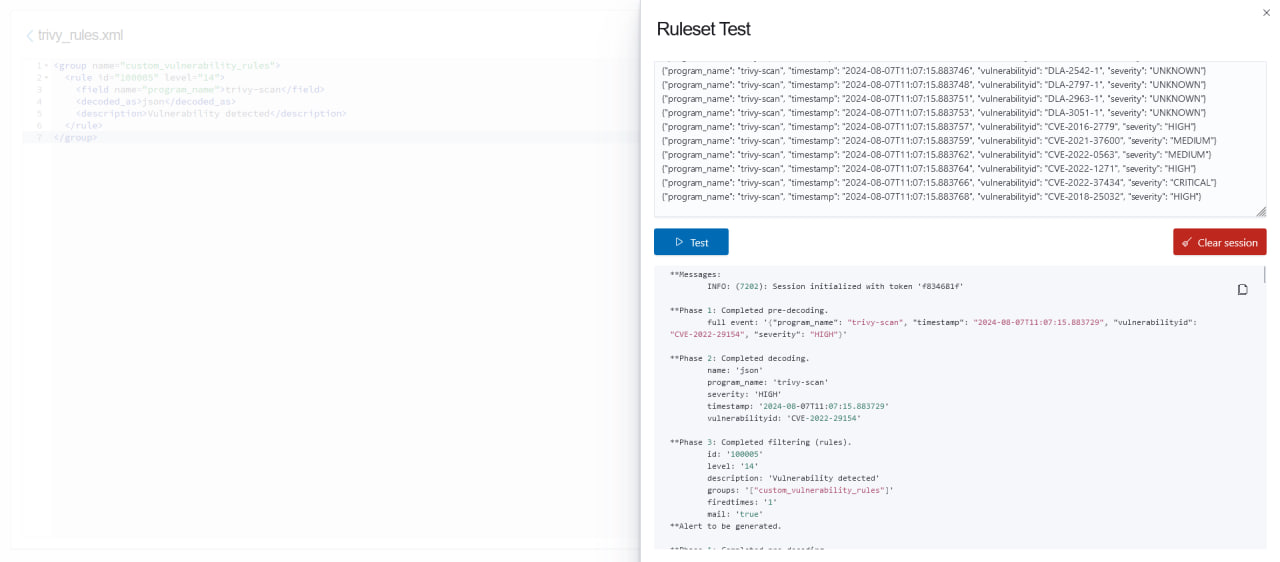 trivy_rules.xml
1 <group name="custom_vulnerability_rules">
2 <rule id="100005" level="14">
3 <field name="program_name">trivy-scan</field>
4 <decoded_as>json</decoded_as>
5 <description>Vulnerability detected</description>
6 </rule>
7 </group>
Ruleset Test
{"program_name": "trivy-scan", "timestamp": "2024-08-07T11:07:15.883746", "vulnerabilityid": "DLA-2542-1", "severity": "UNKNOWN"}
{"program_name": "trivy-scan", "timestamp": "2024-08-07T11:07:15.883748", "vulnerabilityid": "DLA-2797-1", "severity": "UNKNOWN"}
{"program_name": "trivy-scan", "timestamp": "2024-08-07T11:07:15.883751", "vulnerabilityid": "DLA-2963-1", "severity": "UNKNOWN"}
{"program_name": "trivy-scan", "timestamp": "2024-08-07T11:07:15.883753", "vulnerabilityid": "DLA-3051-1", "severity": "UNKNOWN"}
{"program_name": "trivy-scan", "timestamp": "2024-08-07T11:07:15.883757", "vulnerabilityid": "CVE-2016-2779", "severity": "HIGH"}
{"program_name": "trivy-scan", "timestamp": "2024-08-07T11:07:15.883759", "vulnerabilityid": "CVE-2021-37600", "severity": "MEDIUM"}
{"program_name": "trivy-scan", "timestamp": "2024-08-07T11:07:15.883762", "vulnerabilityid": "CVE-2022-0563", "severity": "MEDIUM"}
{"program_name": "trivy-scan", "timestamp": "2024-08-07T11:07:15.883764", "vulnerabilityid": "CVE-2022-1271", "severity": "HIGH"}
{"program_name": "trivy-scan", "timestamp": "2024-08-07T11:07:15.883766", "vulnerabilityid": "CVE-2022-37434", "severity": "CRITICAL"}
{"program_name": "trivy-scan", "timestamp": "2024-08-07T11:07:15.883768", "vulnerabilityid": "CVE-2018-25032", "severity": "HIGH"}
Test
Clear session
**Messages:
INFO: (7202): Session initialized with token 'f834681f'
**Phase 1: Completed pre-decoding.
full event: '{"program_name": "trivy-scan", "timestamp": "2024-08-07T11:07:15.883729", "vulnerabilityid":
"CVE-2022-29154", "severity": "HIGH"}'
**Phase 2: Completed decoding.
name: 'json'
program_name: 'trivy-scan'
severity: 'HIGH'
timestamp: '2024-08-07T11:07:15.883729'
vulnerabilityid: 'CVE-2022-29154'
**Phase 3: Completed filtering (rules).
id: '100005'
level: '14'
description: 'Vulnerability detected'
groups: '["custom_vulnerability_rules"]'
firedtimes: '1'
mail: 'true'
**Alert to be generated.
**Phase 1: Completed pre-decoding.